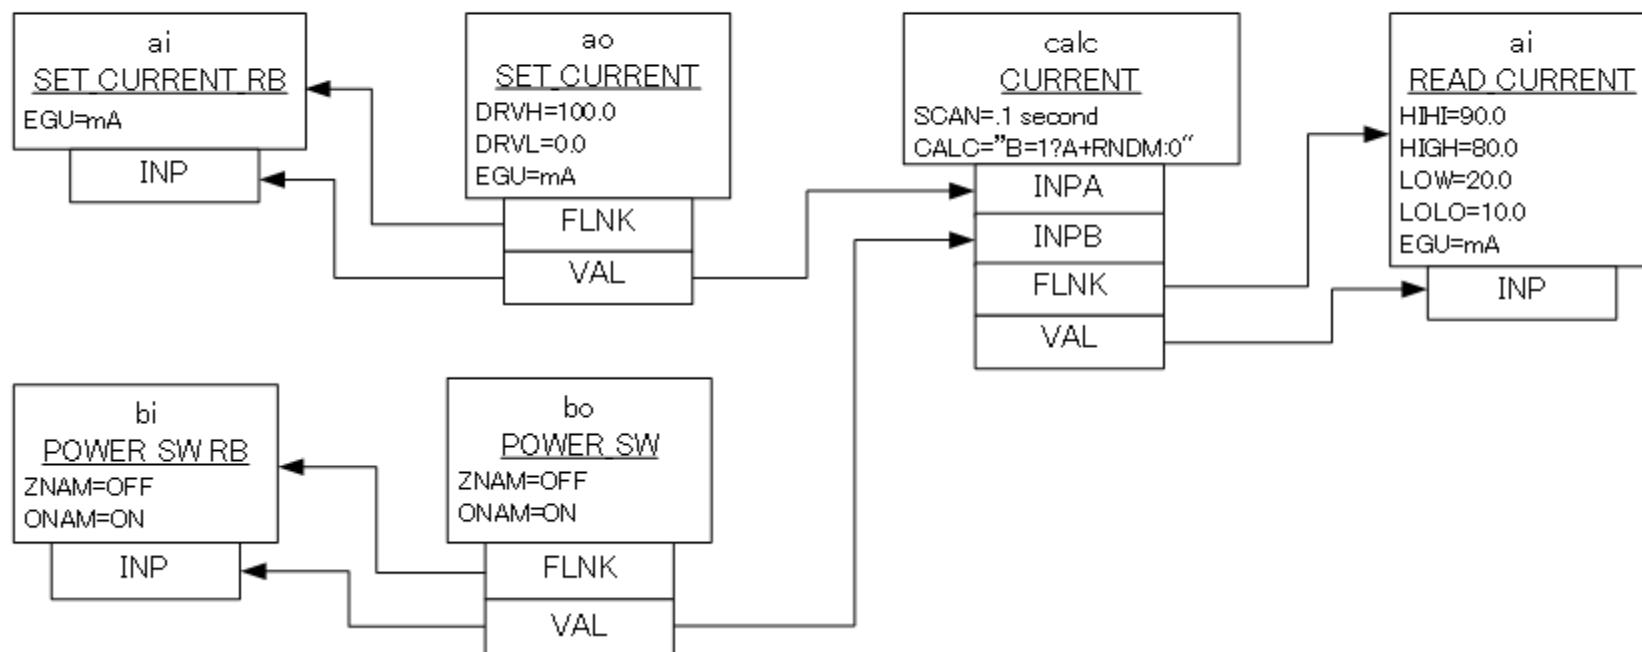 ai
SET_CURRENT_RB
EGU=mA
INP
ao
SET_CURRENT
DRVH=100.0
DRVL=0.0
EGU=mA
FLNK
VAL
calc
CURRENT
SCAN=.1 second
CALC=”B=1?A+RNDM:0“
INPA
INPB
FLNK
VAL
ai
READ_CURRENT
HIHI=90.0
HIGH=80.0
LOW=20.0
LOLO=10.0
EGU=mA
INP
bi
POWER_SW RB
ZNAM=OFF
ONAM=ON
INP
bo
POWER_SW
ZNAM=OFF
ONAM=ON
FLNK
VAL